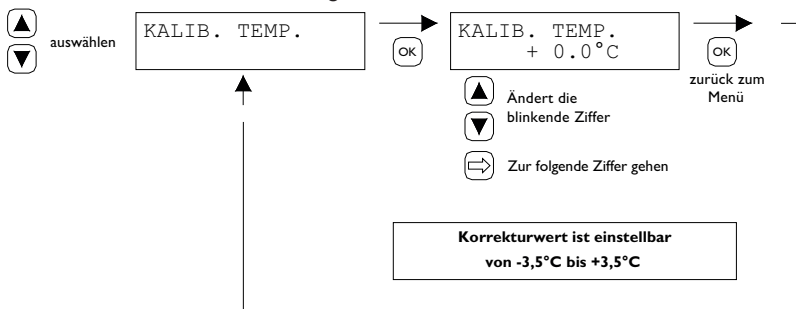 auswählen
KALIB. TEMP.
OK
KALIB. TEMP.
+ 0.0°C
OK
zurück zum
Menü
Ändert die
blinkende Ziffer
Zur folgende Ziffer gehen
Korrekturwert ist einstellbar
von -3,5°C bis +3,5°C